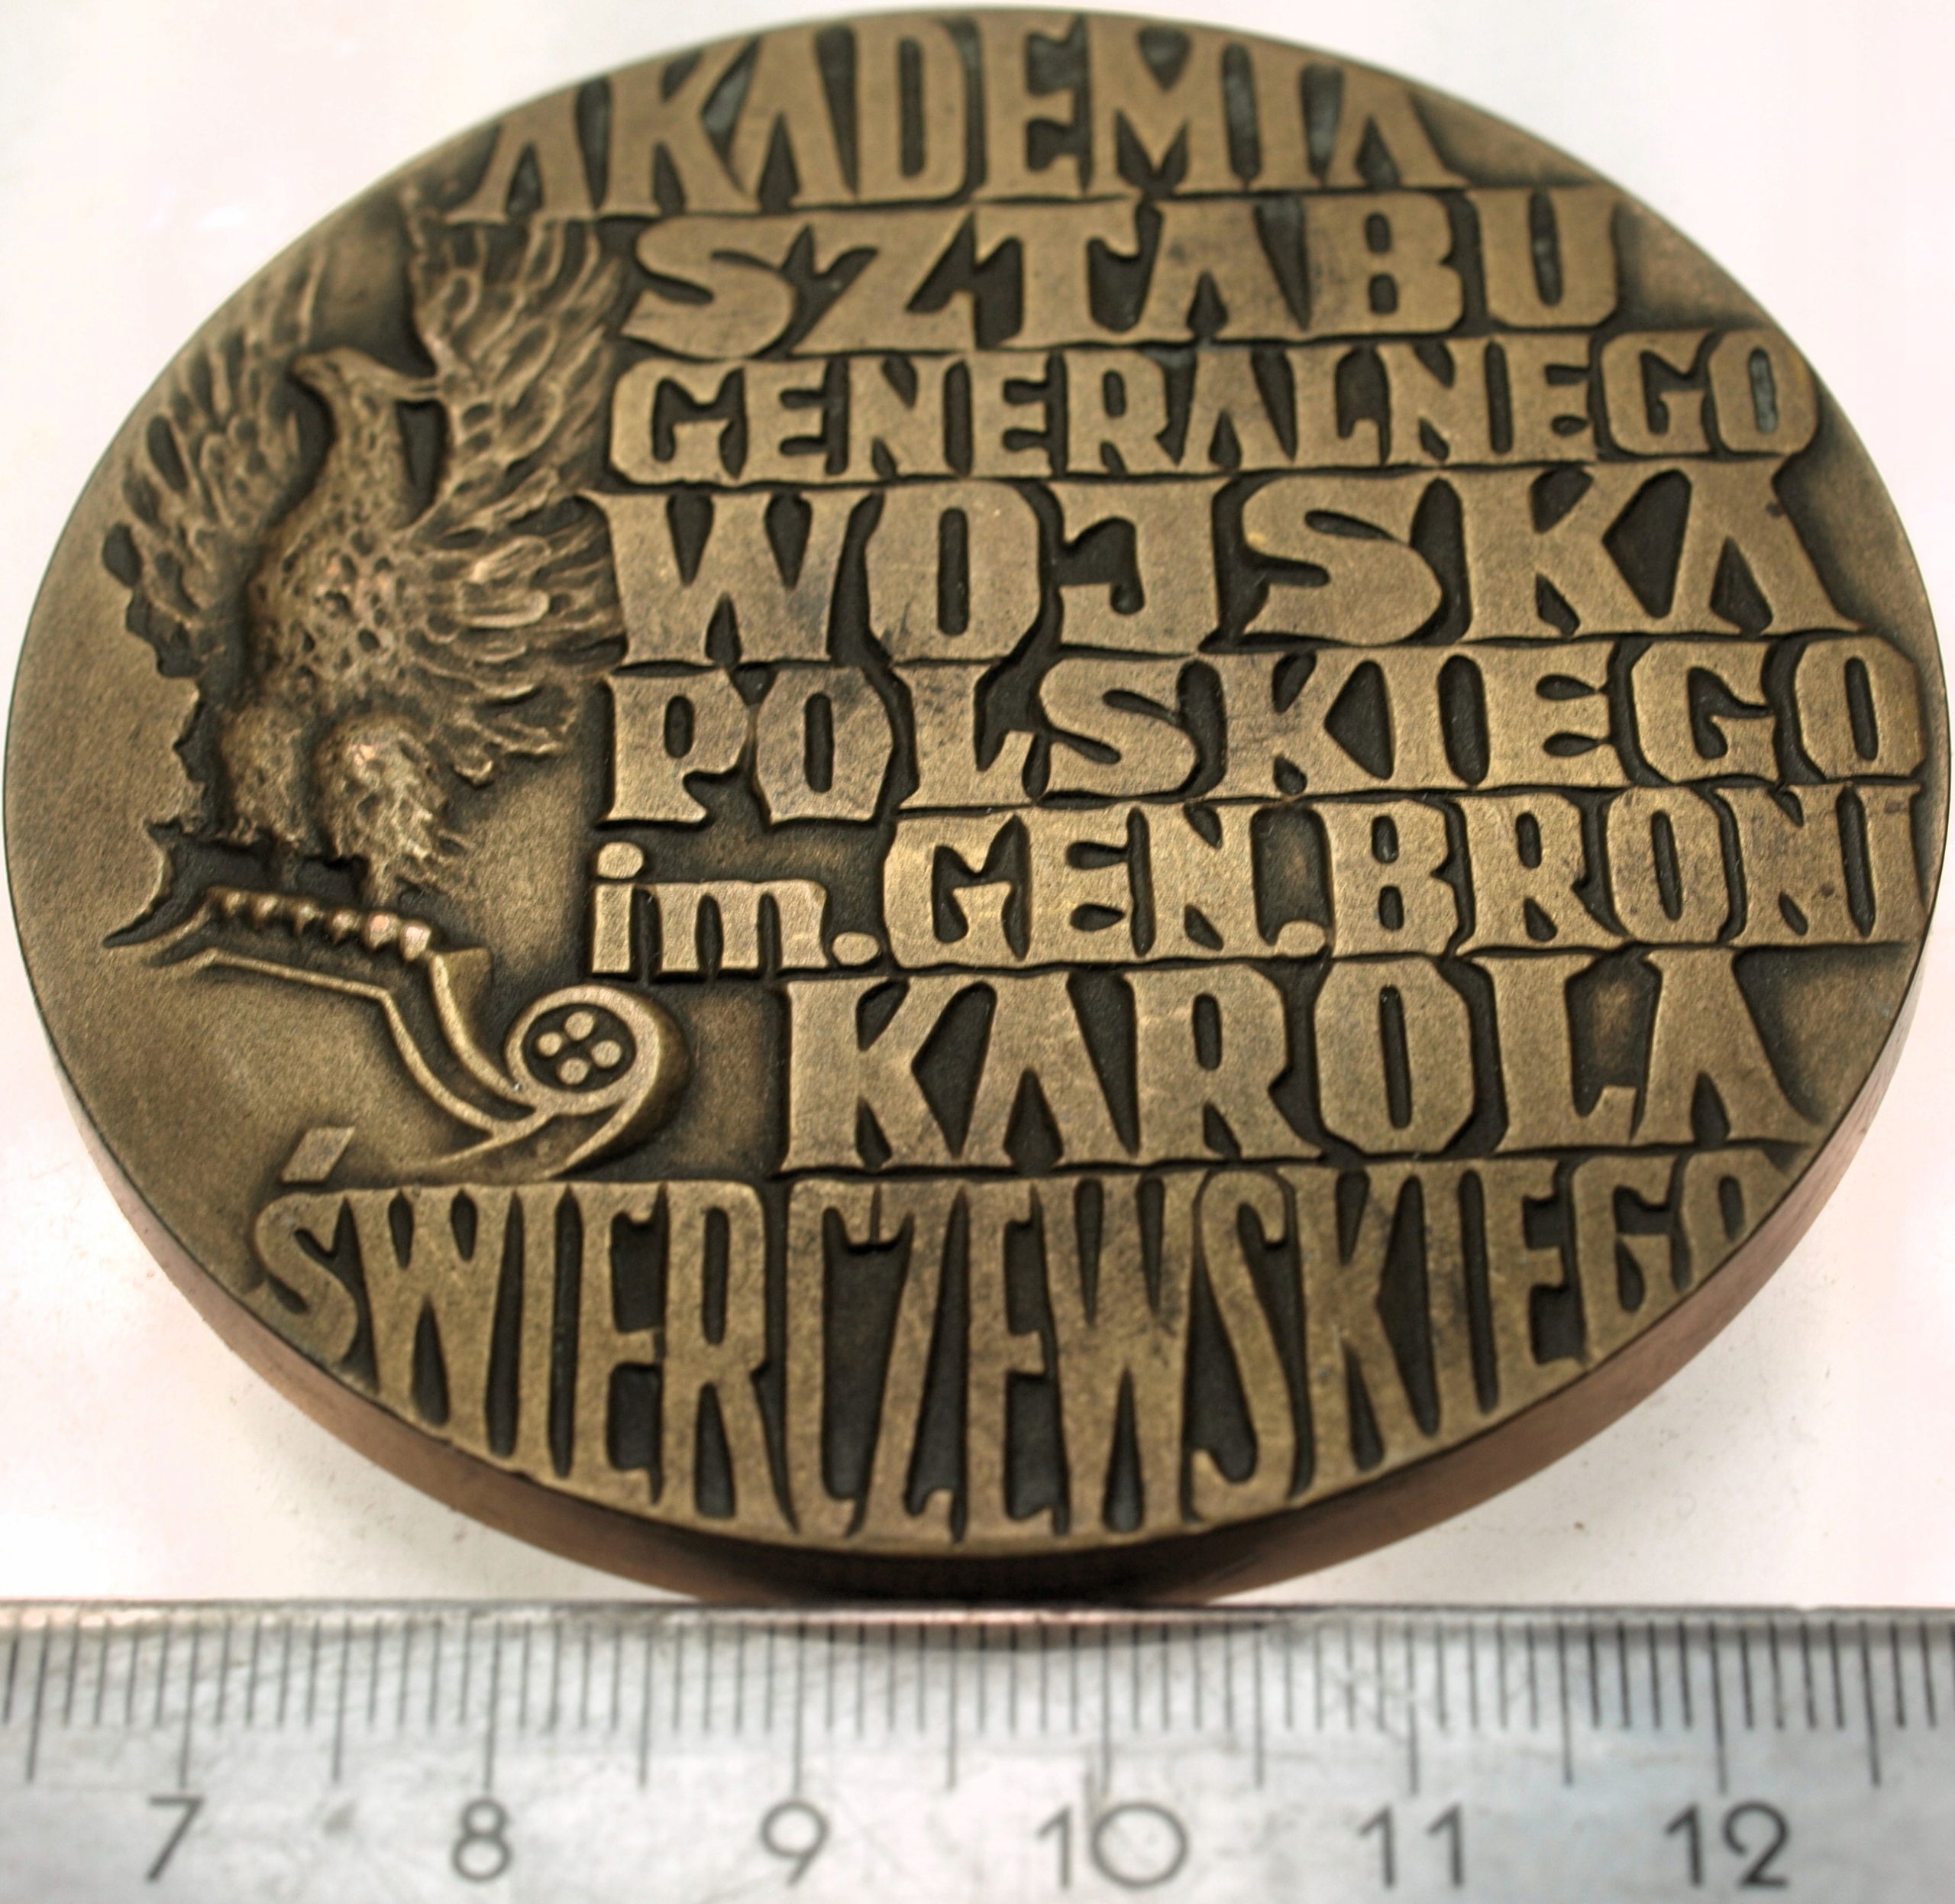 AKADEMIA
SZTABU
GENERALNEGO
WOJSKA
POLSKIEGO
im. GEN. BRONI
KAROLA
ŚWIERCZEWSKIEGO
7 8 9 10 11 12